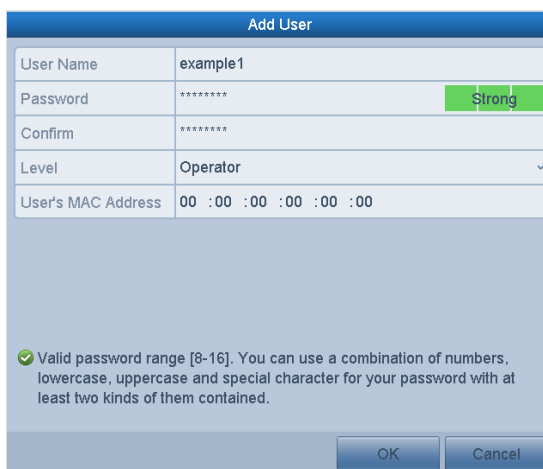 Add User
User Name example1
Password ******** Strong
Confirm ********
Level Operator
User's MAC Address 00 :00 :00 :00 :00 :00
Valid password range [8-16]. You can use a combination of numbers,
lowercase, uppercase and special character for your password with at
least two kinds of them contained.
OK Cancel